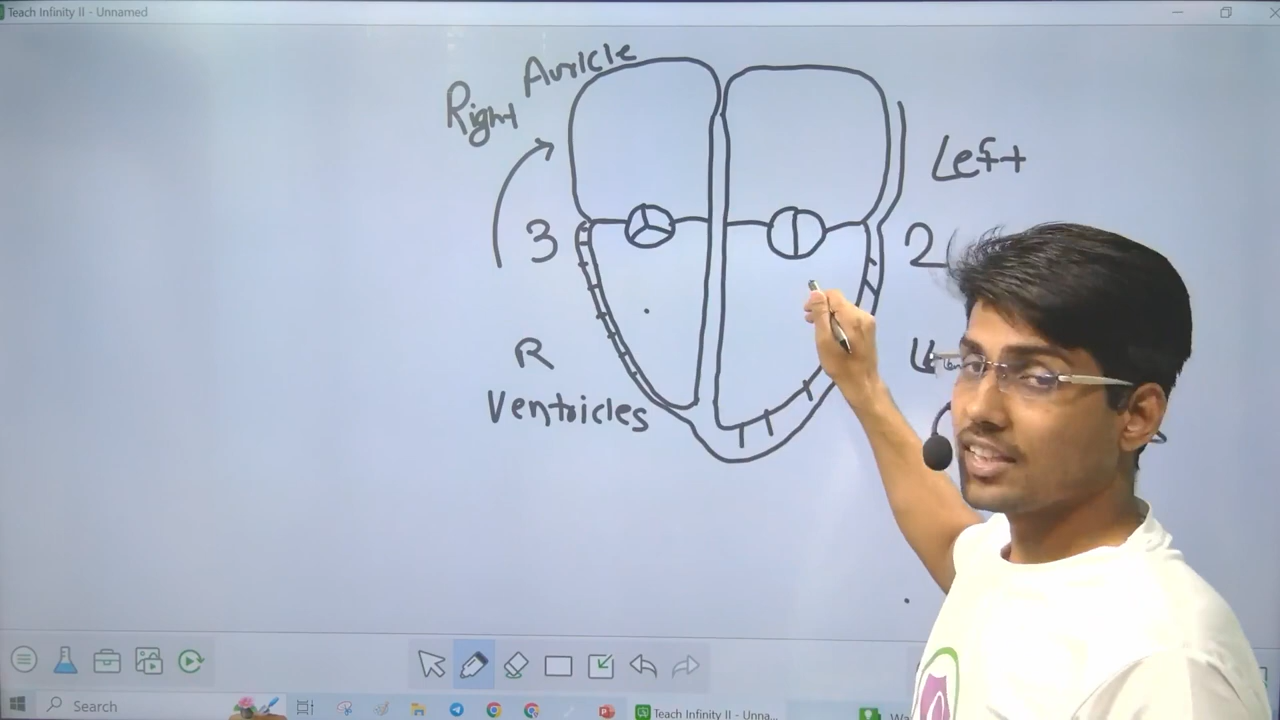 Teach Infinity II - Unnamed
Auricle
Right
Left
3
2
R
Ventricles
Search
Teach Infinity II - Unna...